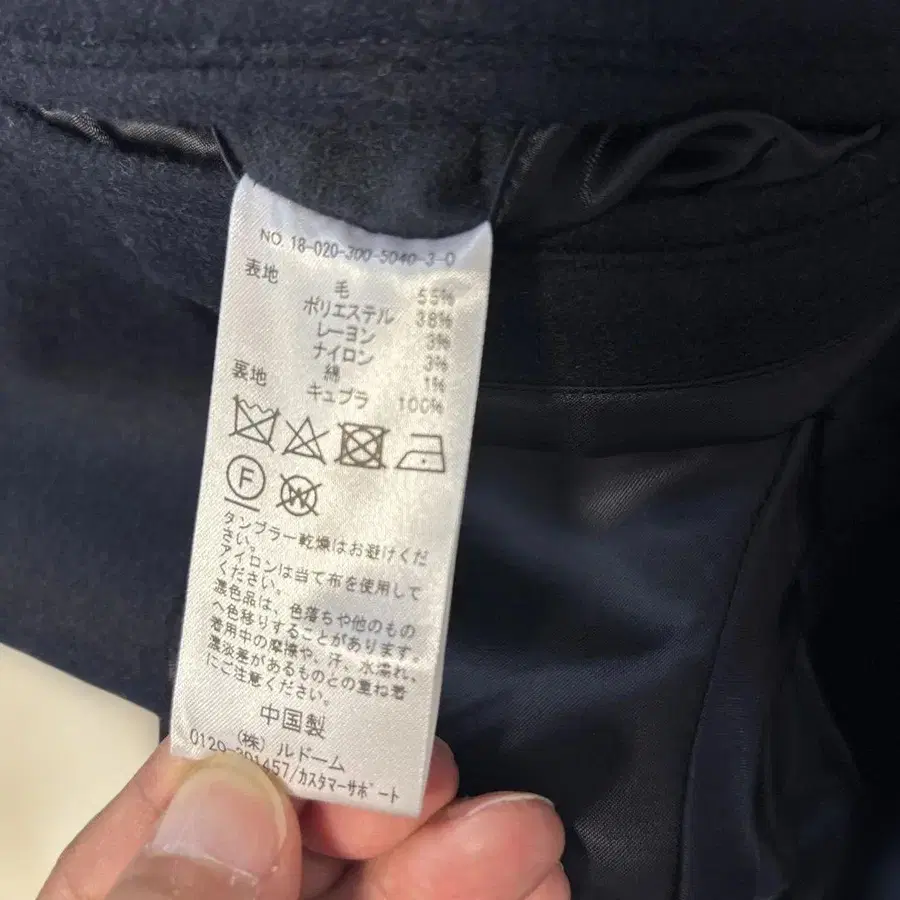 NO. 18-020-300-5040-3-0
表地 毛 55%
ポリエステル 38%
レーヨン 3%
ナイロン 3%
綿 1%
裏地 キュプラ 100%
F
W
タンブラー乾燥はお避けくだ
さい。
アイロンは当て布を使用して
ください。
濃色品は、色落ちや他のもの
へ色移りすることがあります。
着用中の摩擦や、汗、水濡れ、
濃淡差があるものとの重ね着
にご注意ください。
中国製
(株)ルドーム
0120-301457/カスタマーサポート